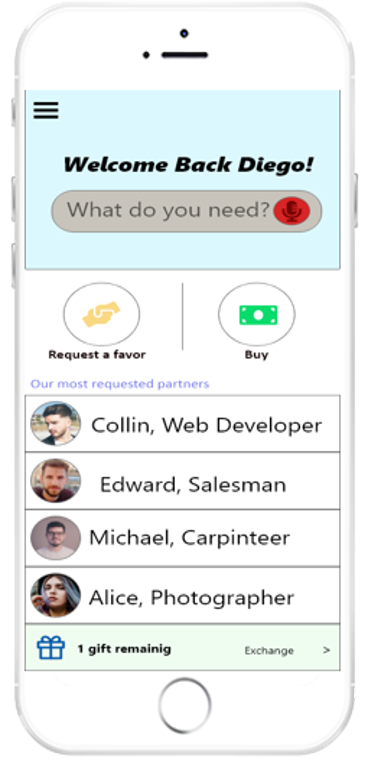 Welcome Back Diego!
What do you need?
Request a favor
Buy
Our most requested partners
Collin, Web Developer
Edward, Salesman
Michael, Carpinteer
Alice, Photographer
1 gift remainig Exchange >